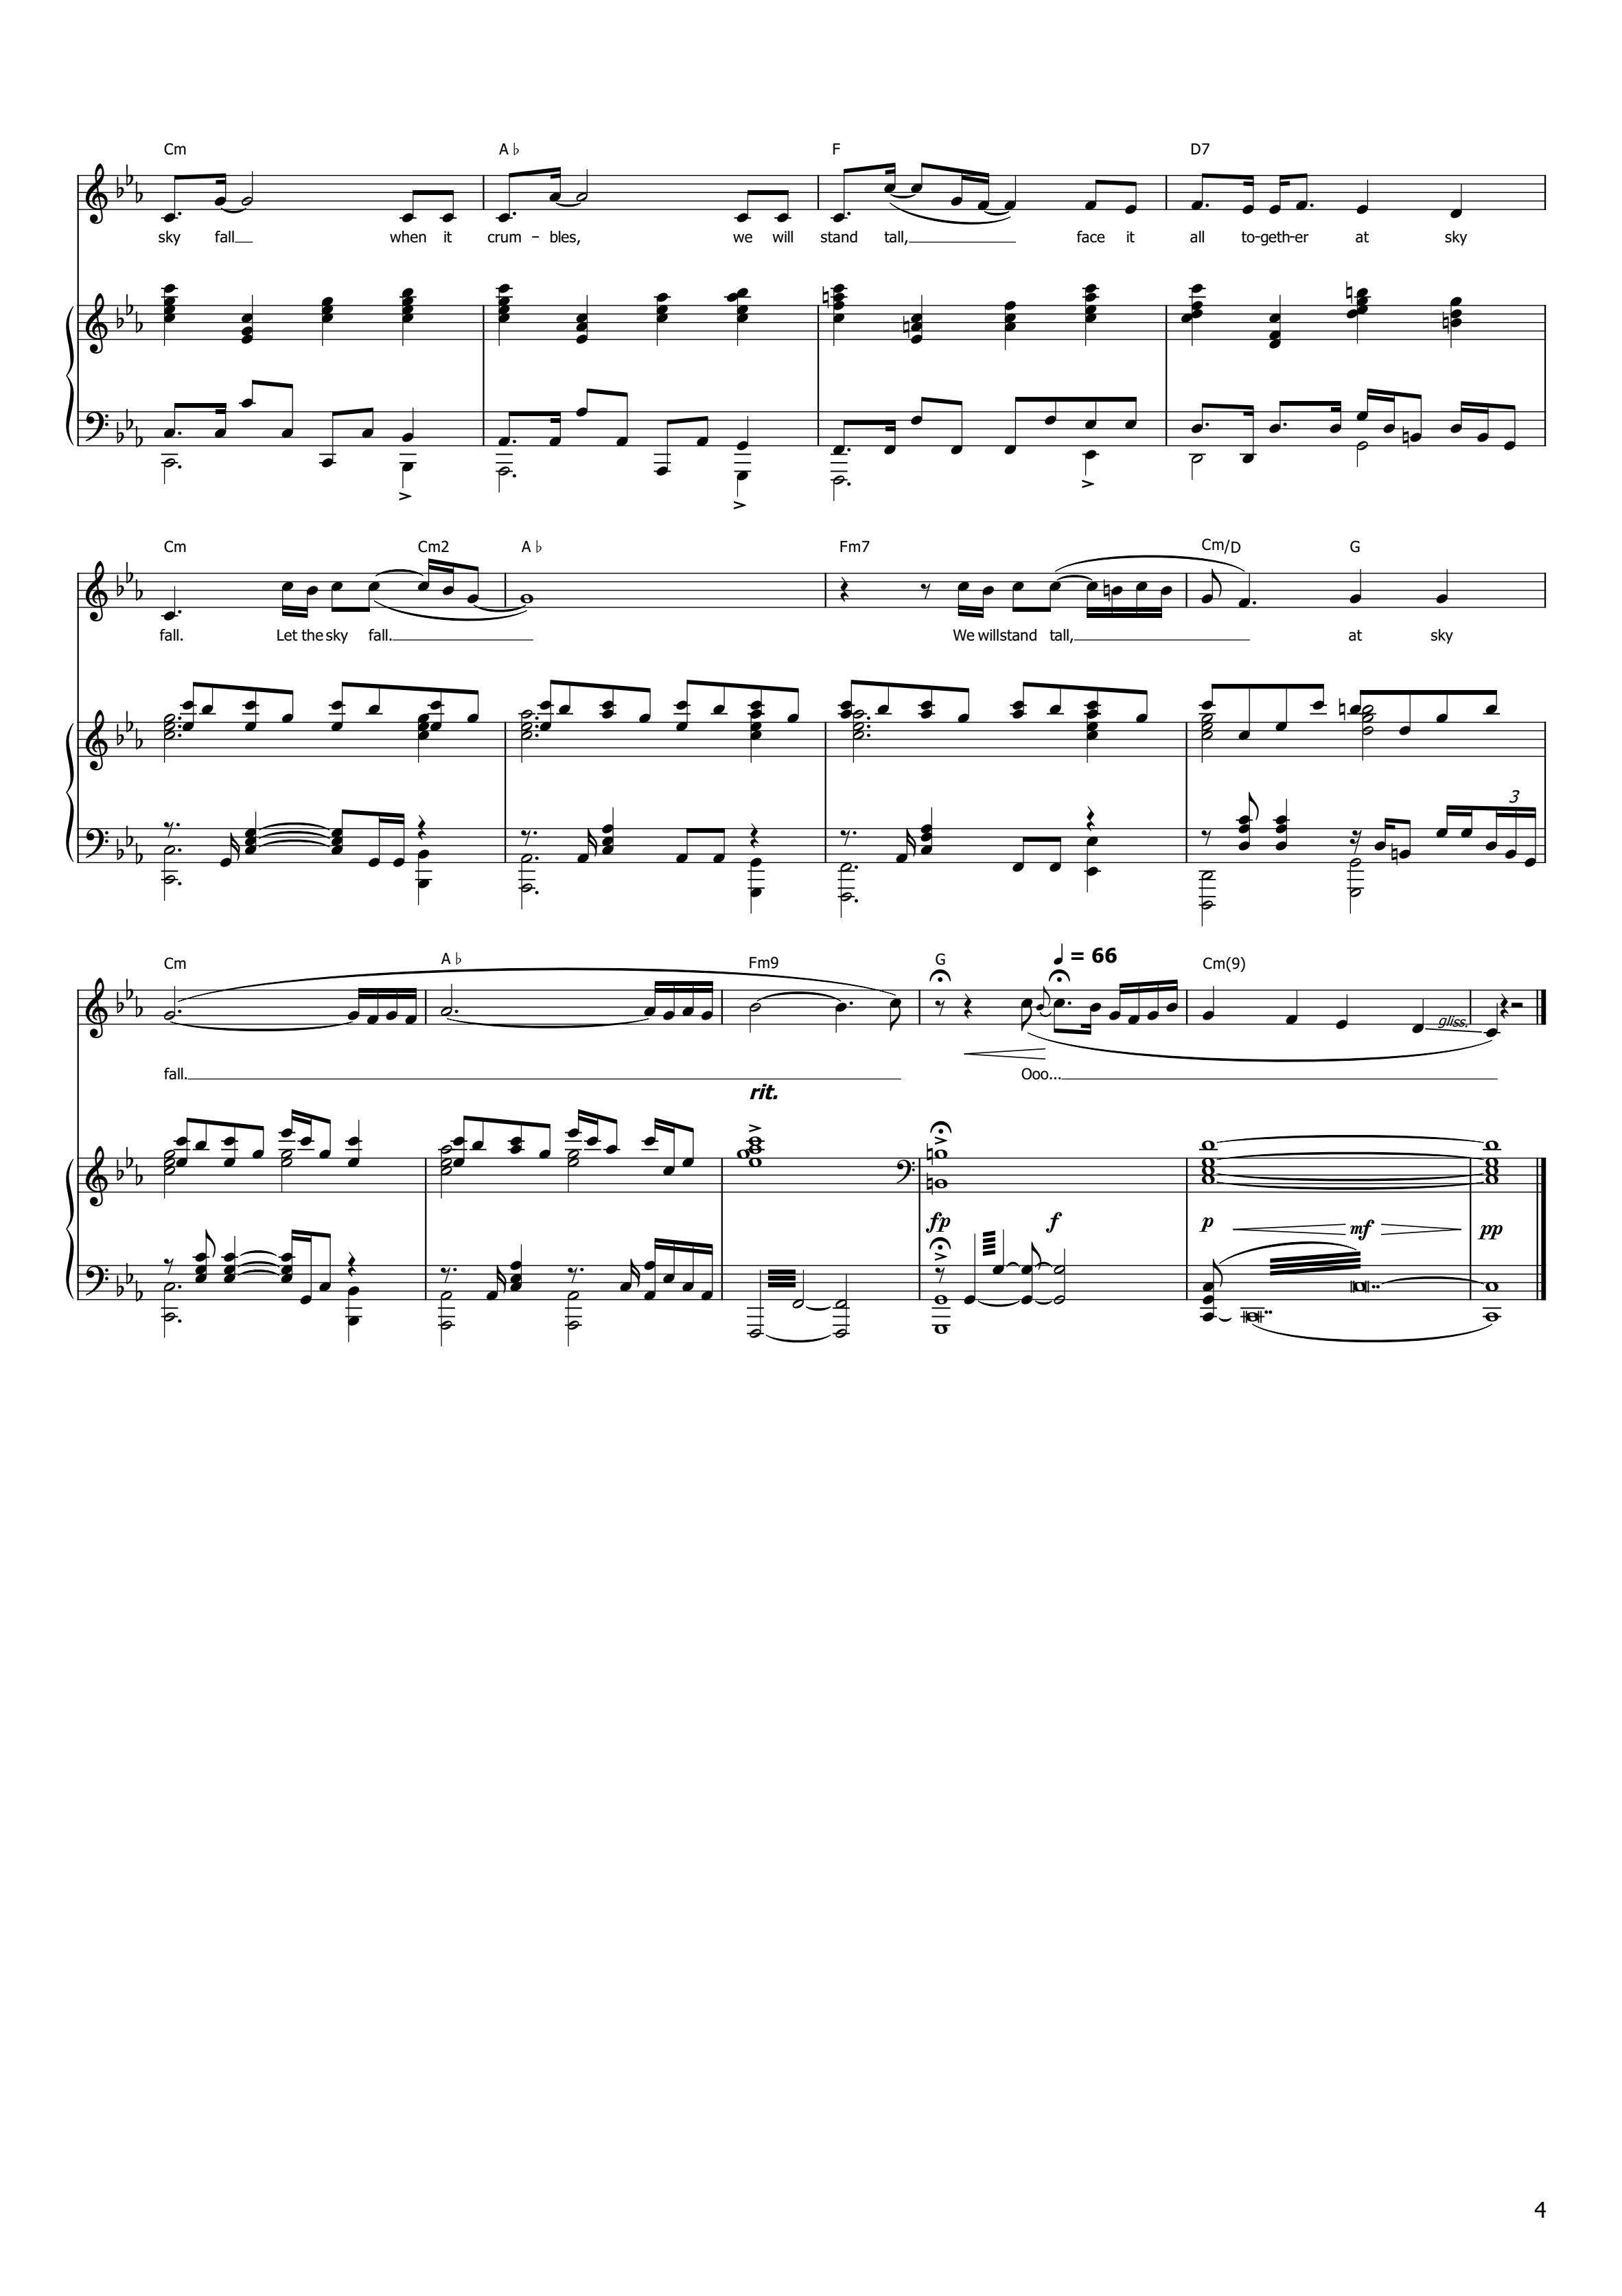 Cm A♭ F D7
sky fall when it crum - bles, we will stand tall, face it all to-geth-er at sky
Cm Cm2 A♭ Fm7 Cm/D G
fall. Let the sky fall. We will stand tall, at sky
3
Cm A♭ Fm9 G ♩ = 66 Cm(9)
gliss.
fall. Ooo...
rit.
fp f p mf pp
4